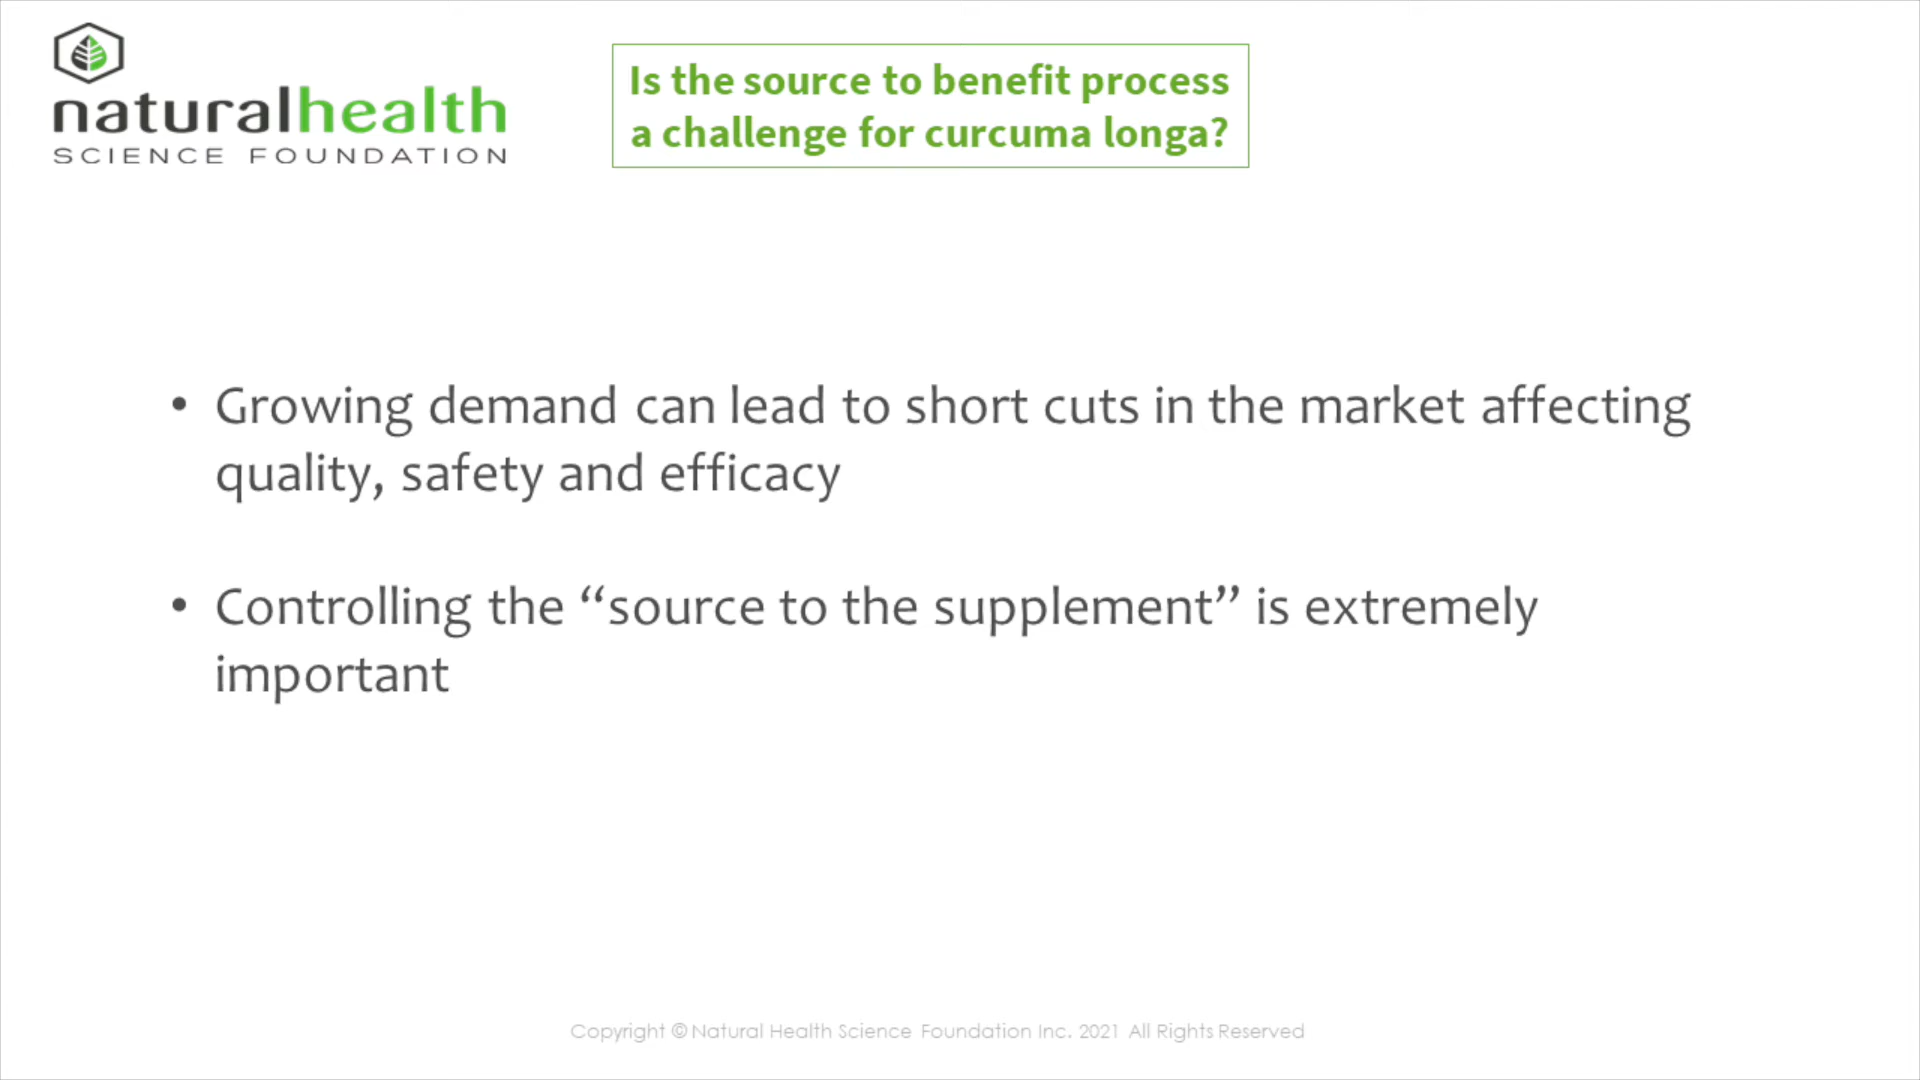 naturalhealth
SCIENCE FOUNDATION
Is the source to benefit process
a challenge for curcuma longa?
• Growing demand can lead to short cuts in the market affecting
quality, safety and efficacy
• Controlling the “source to the supplement” is extremely
important
Copyright © Natural Health Science Foundation Inc. 2021 All Rights Reserved